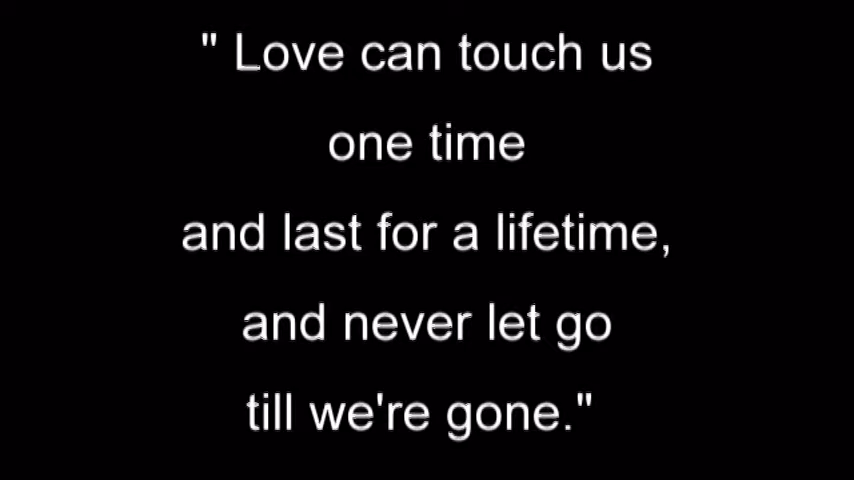 " Love can touch us
one time
and last for a lifetime,
and never let go
till we're gone."